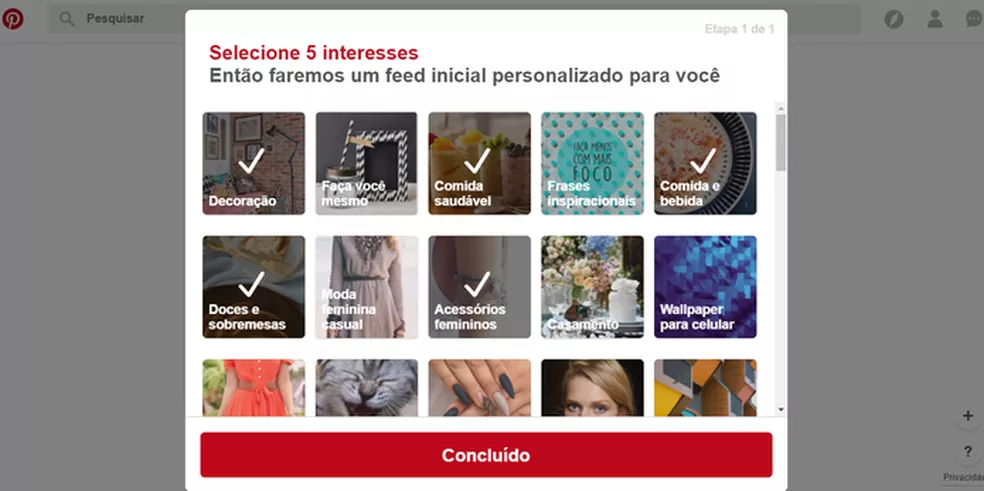 Pesquisar
Etapa 1 de 1
Selecione 5 interesses
Então faremos um feed inicial personalizado para você
Decoração
Faça você
mesmo
Comida
saudável
FAÇA MENOS
COM MAIS
FOCO
Frases
inspiracionais
Comida e
bebida
Doces e
sobremesas
Moda
feminina
casual
Acessórios
femininos
Casamento
Wallpaper
para celular
Concluído
+
?
Privacida